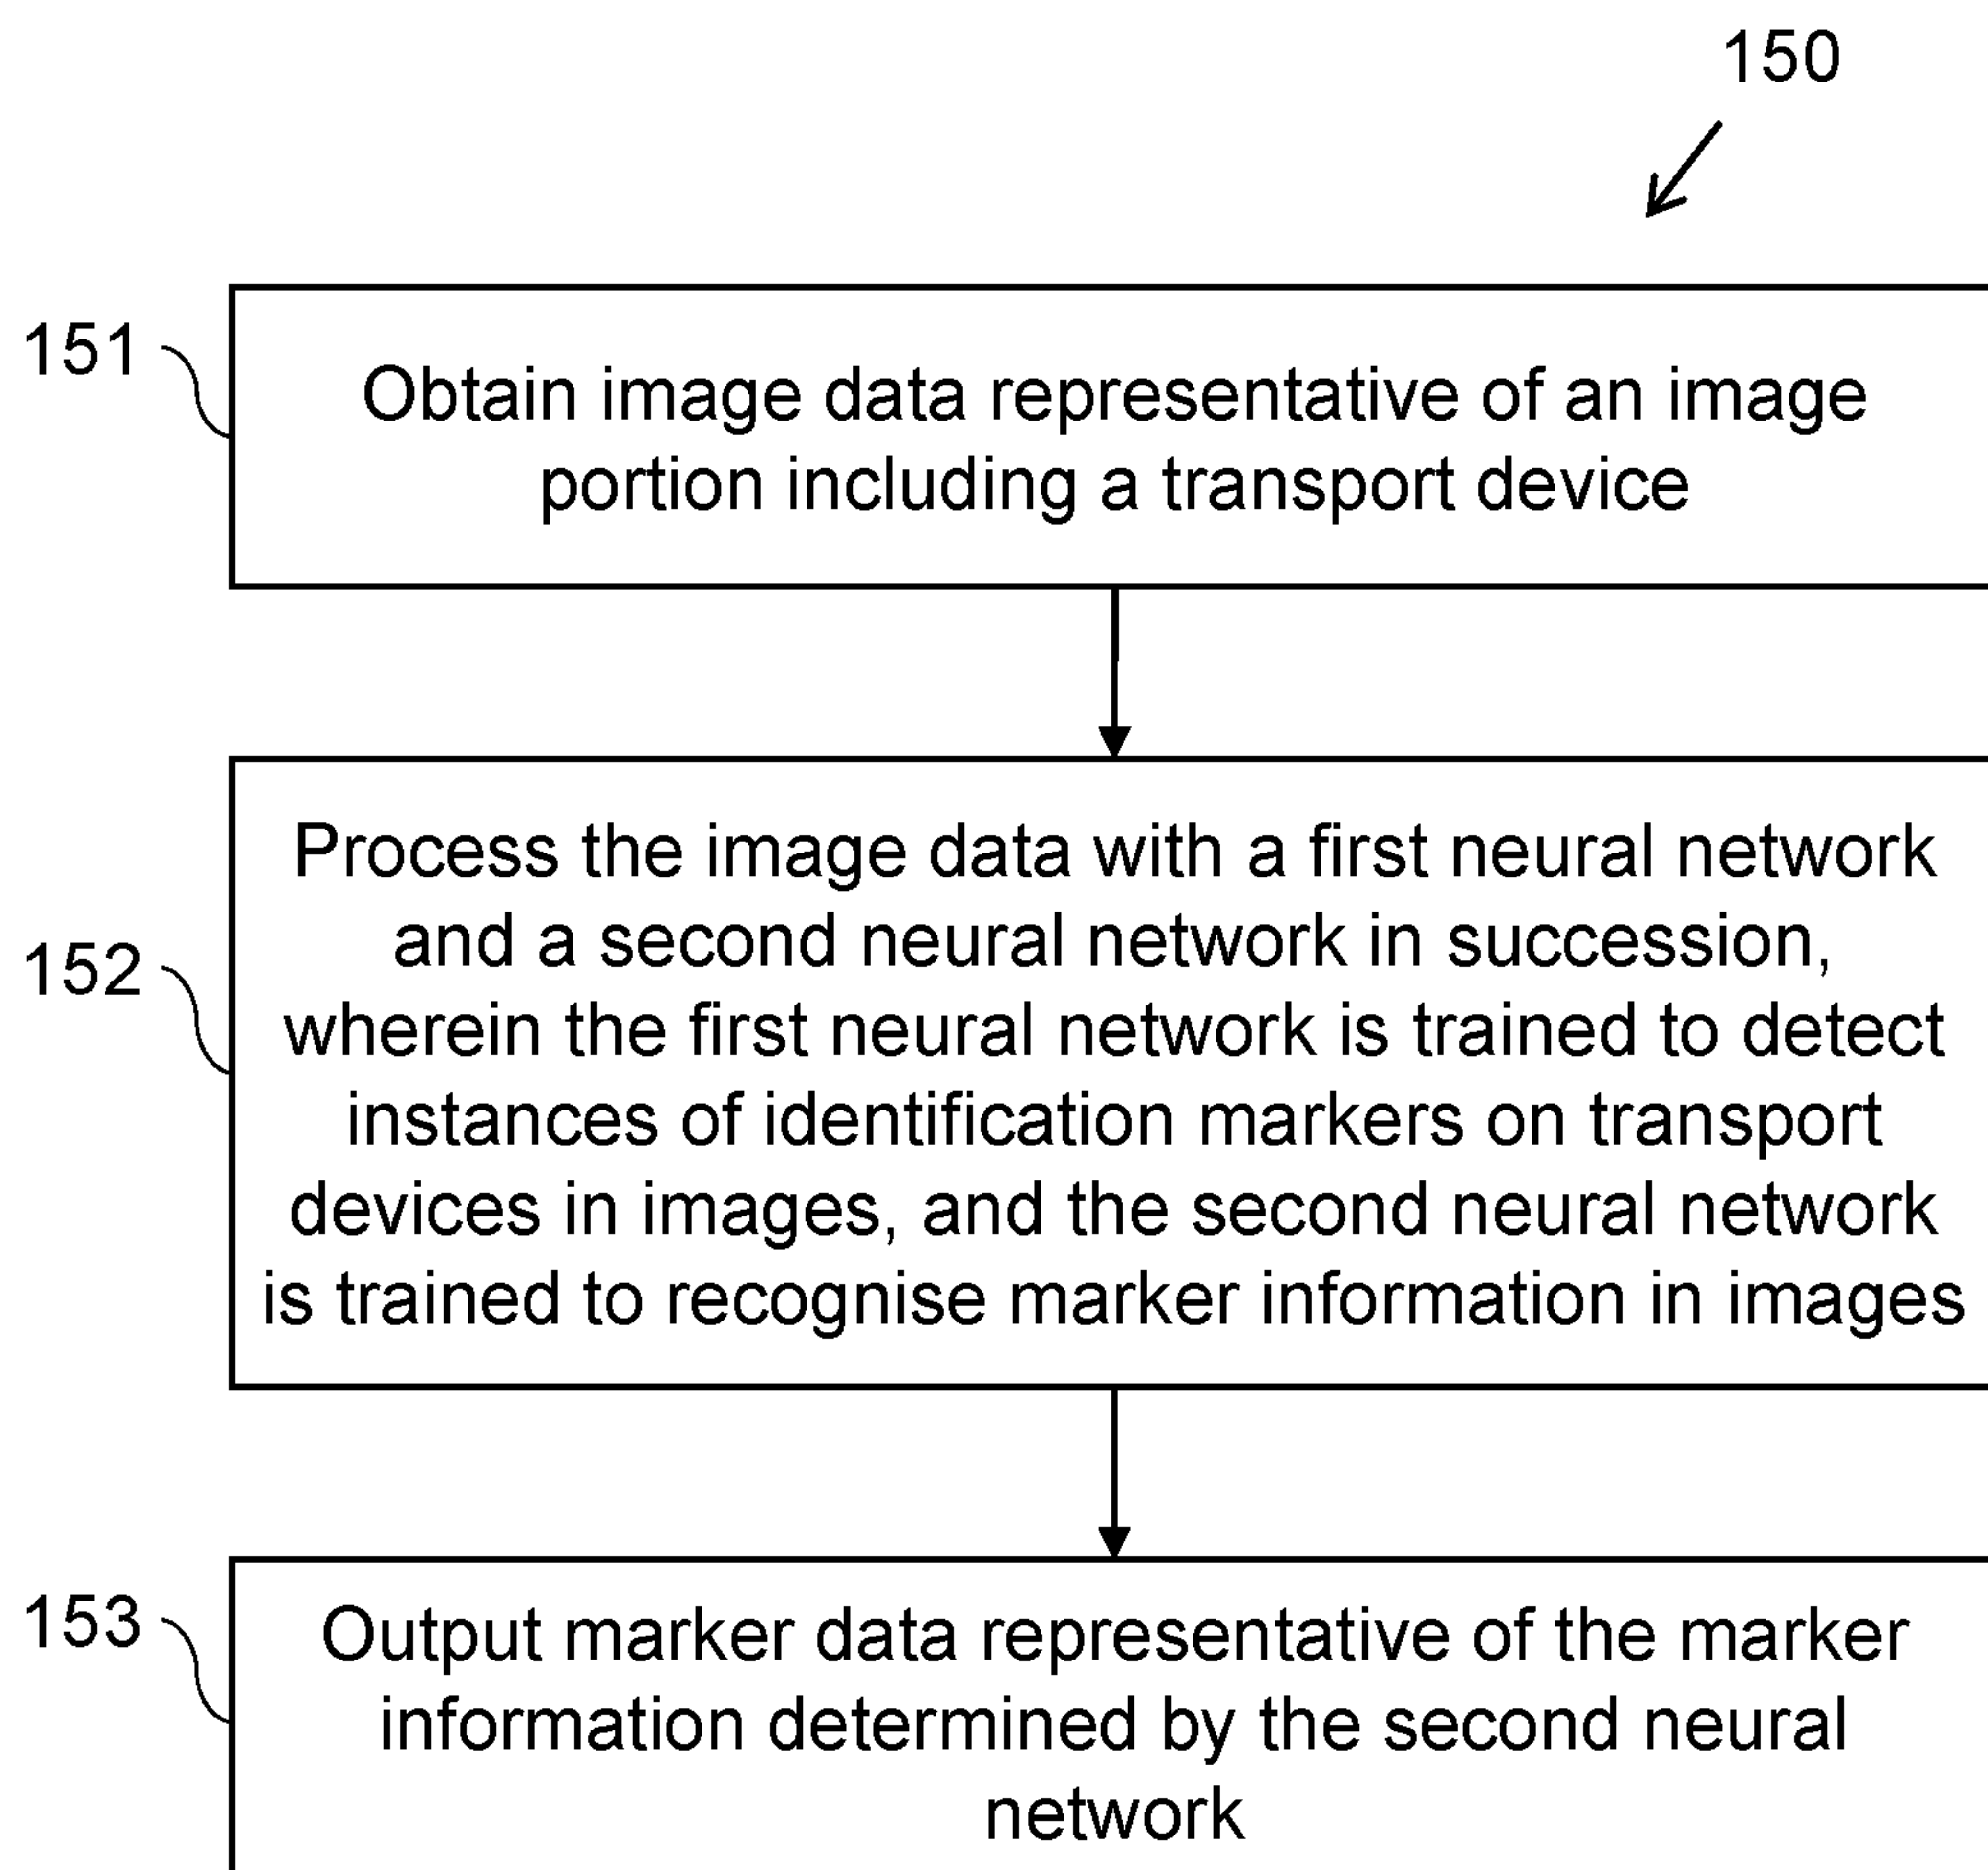 150
151
Obtain image data representative of an image
portion including a transport device
152
Process the image data with a first neural network
and a second neural network in succession,
wherein the first neural network is trained to detect
instances of identification markers on transport
devices in images, and the second neural network
is trained to recognise marker information in images
153
Output marker data representative of the marker
information determined by the second neural
network